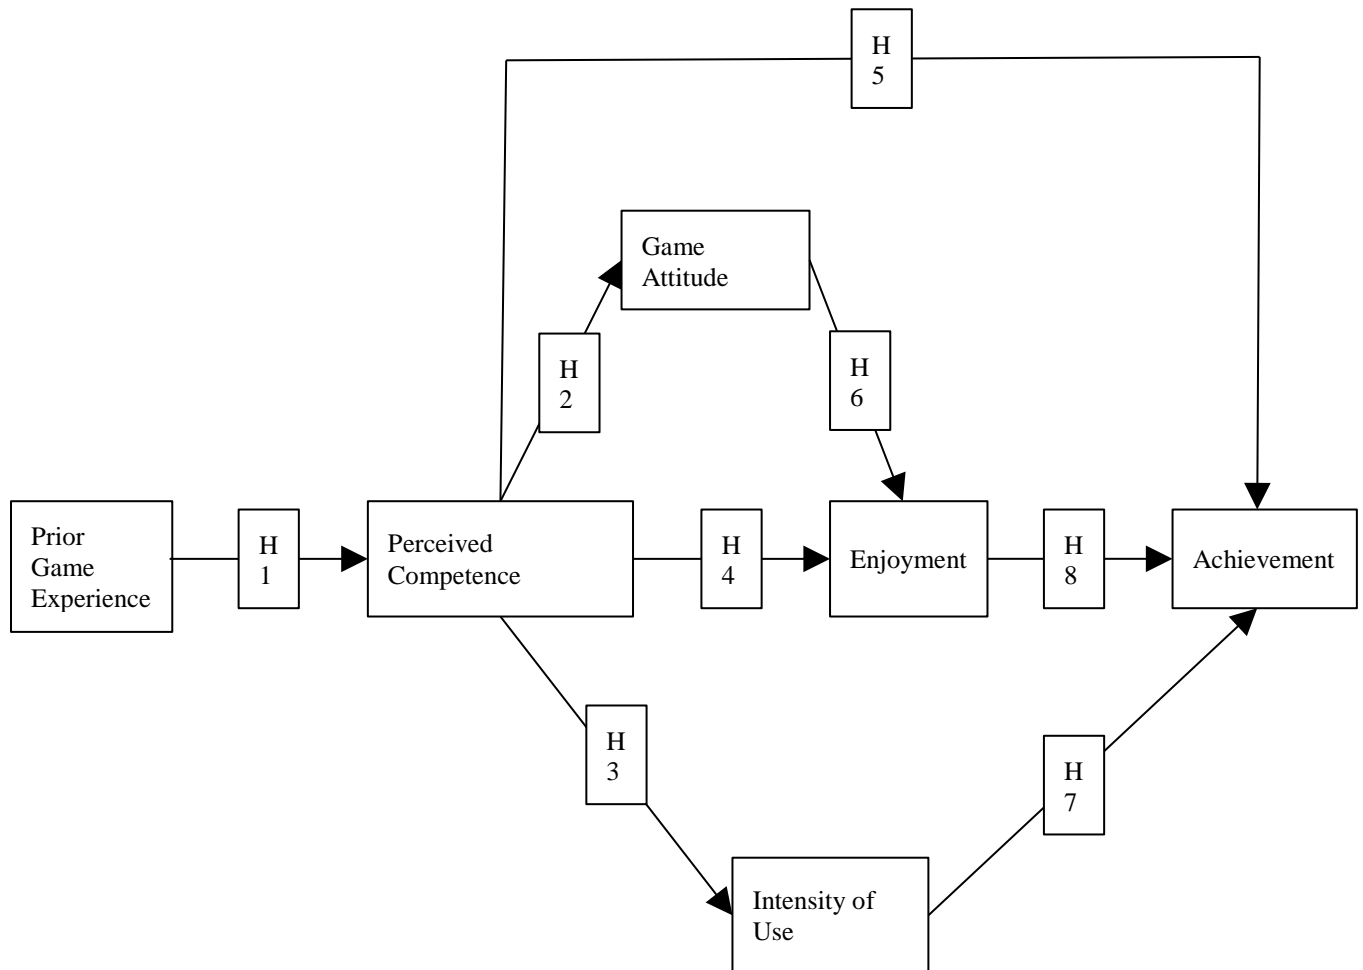 H
5
Game
Attitude
H
2
H
6
Prior
Game
Experience
H
1
Perceived
Competence
H
4
Enjoyment
H
8
Achievement
H
3
H
7
Intensity of
Use